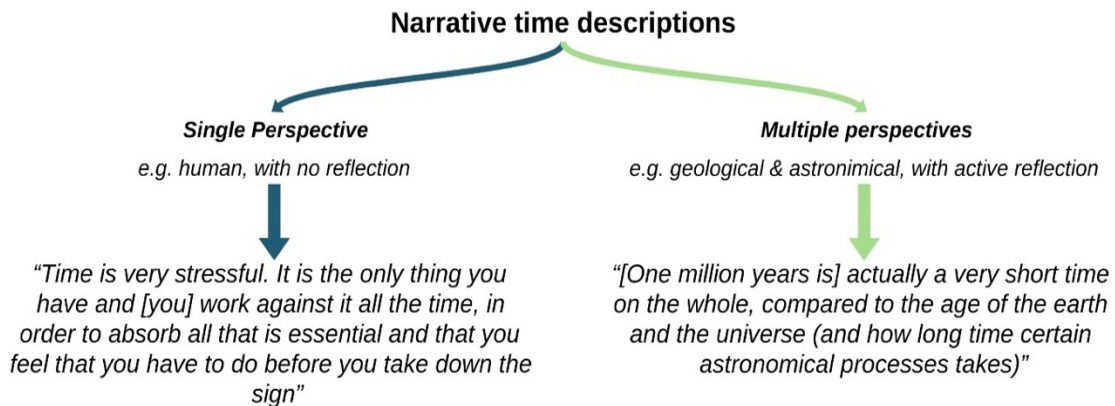 Narrative time descriptions
Single Perspective
e.g. human, with no reflection
“Time is very stressful. It is the only thing you
have and [you] work against it all the time, in
order to absorb all that is essential and that you
feel that you have to do before you take down the
sign”
Multiple perspectives
e.g. geological & astronimical, with active reflection
“[One million years is] actually a very short time
on the whole, compared to the age of the earth
and the universe (and how long time certain
astronomical processes takes)”